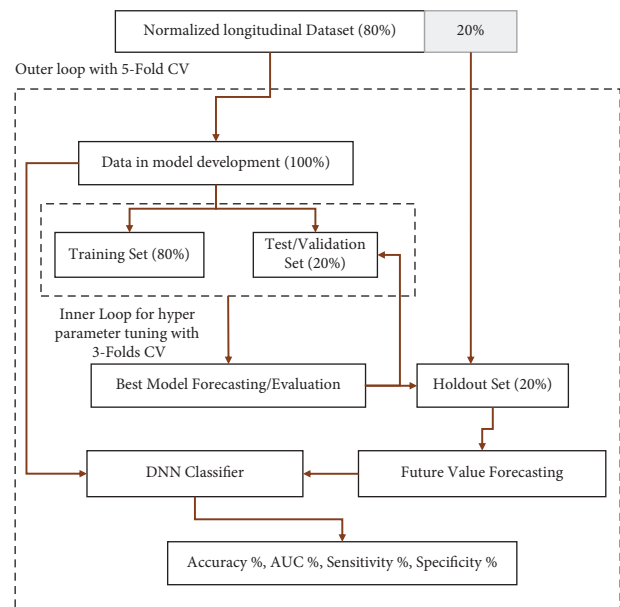 Normalized longitudinal Dataset (80%)
20%
Outer loop with 5-Fold CV
Data in model development (100%)
Training Set (80%)
Test/Validation
Set (20%)
Inner Loop for hyper
parameter tuning with
3-Folds CV
Best Model Forecasting/Evaluation
Holdout Set (20%)
DNN Classifier
Future Value Forecasting
Accuracy %, AUC %, Sensitivity %, Specificity %